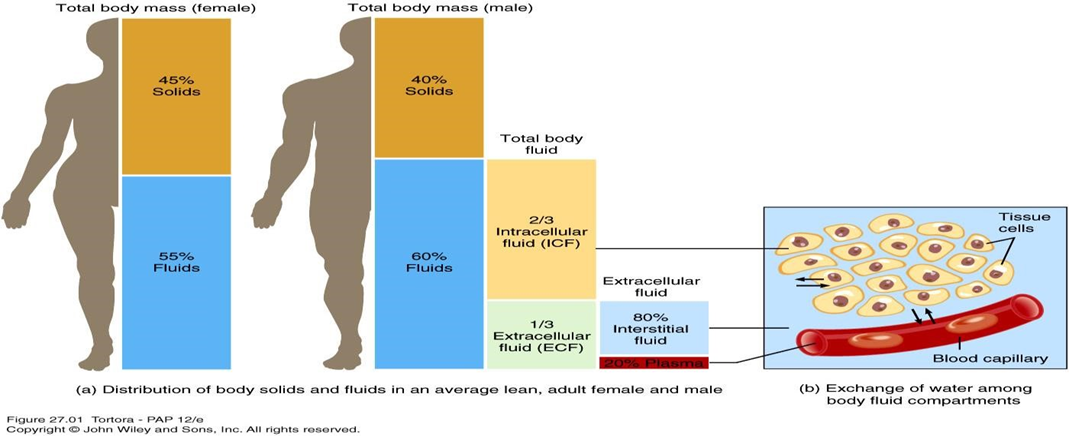 Total body mass (female)
Total body mass (male)
45%
Solids
40%
Solids
Total body
fluid
2/3
Intracellular
fluid (ICF)
Tissue
cells
55%
Fluids
60%
Fluids
Extracellular
fluid
1/3
Extracellular
fluid (ECF)
80%
Interstitial
fluid
20% Plasma
Blood capillary
(a) Distribution of body solids and fluids in an average lean, adult female and male
(b) Exchange of water among
body fluid compartments
Figure 27.01 Tortora - PAP 12/e
Copyright © John Wiley and Sons, Inc. All rights reserved.